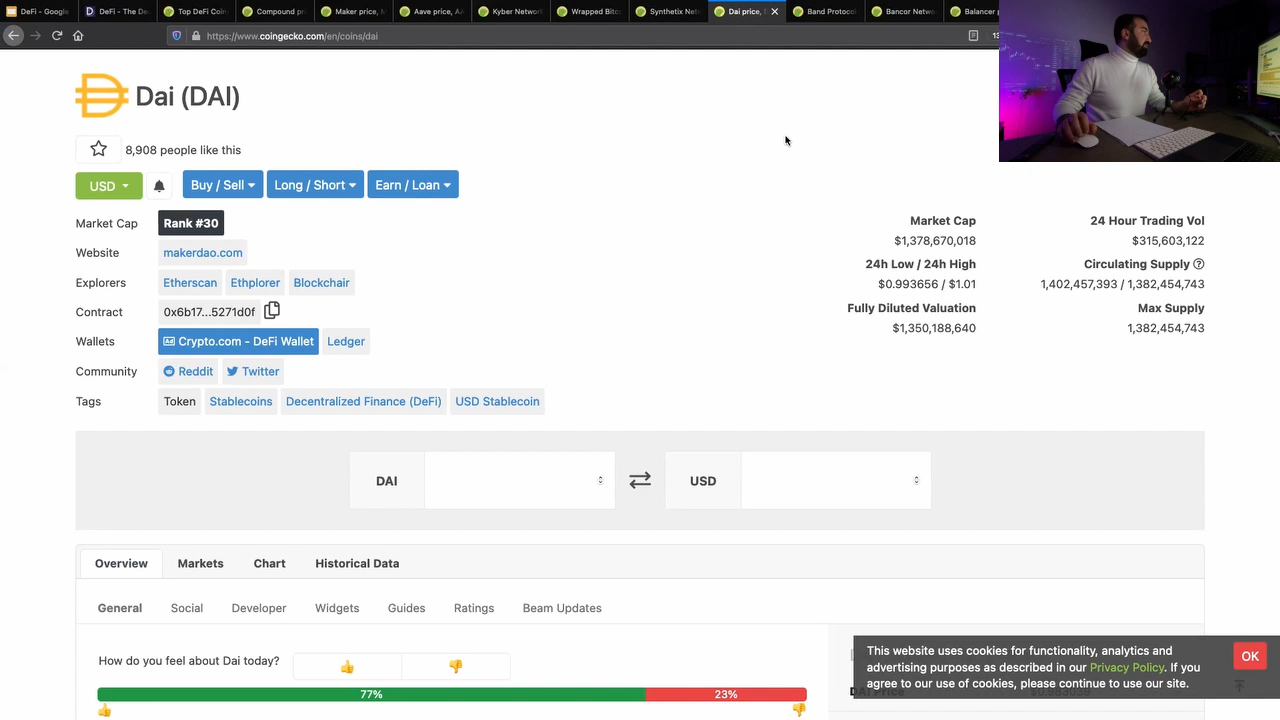 DeFi - Google
DeFi - The De
Top DeFi Coin
Compound pr
Maker price,
Aave price, A
Kyber Networ
Wrapped Bitc
Synthetix Net
Dai price,
Band Protoco
Bancor Netwo
Balancer p
https://www.coingecko.com/en/coins/dai
Dai (DAI)
8,908 people like this
USD
Buy / Sell
Long / Short
Earn / Loan
Market Cap
Rank #30
Website
makerdao.com
Explorers
Etherscan
Ethplorer
Blockchair
Contract
0x6b17...5271d0f
Wallets
Crypto.com - DeFi Wallet
Ledger
Community
Reddit
Twitter
Tags
Token
Stablecoins
Decentralized Finance (DeFi)
USD Stablecoin
Market Cap
$1,378,670,018
24h Low / 24h High
$0.993656 / $1.01
Fully Diluted Valuation
$1,350,188,640
24 Hour Trading Vol
$315,603,122
Circulating Supply
1,402,457,393 / 1,382,454,743
Max Supply
1,382,454,743
DAI
USD
Overview
Markets
Chart
Historical Data
General
Social
Developer
Widgets
Guides
Ratings
Beam Updates
How do you feel about Dai today?
77%
23%
This website uses cookies for functionality, analytics and
advertising purposes as described in our Privacy Policy. If you
agree to our use of cookies, please continue to use our site.
OK
DAI Price